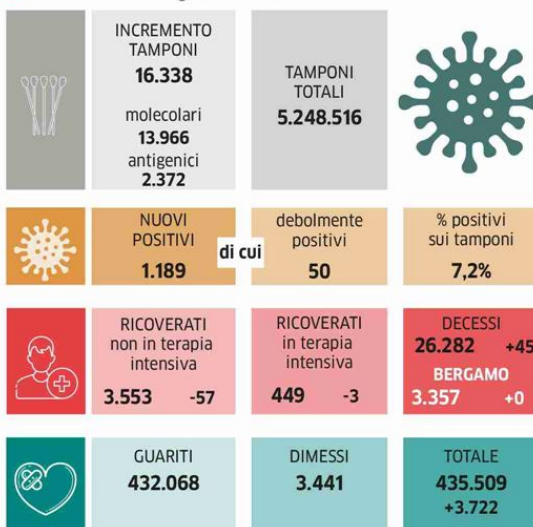 INCREMENTO
TAMPONI
16.338
molecolari
13.966
antigenici
2.372
TAMPONI
TOTALI
5.248.516
NUOVI
POSITIVI
1.189
di cui
debolmente
positivi
50
% positivi
sui tamponi
7,2%
RICOVERATI
non in terapia
intensiva
3.553 -57
RICOVERATI
in terapia
intensiva
449 -3
DECESSI
26.282 +45
BERGAMO
3.357 +0
GUARITI
432.068
DIMESSI
3.441
TOTALE
435.509
+3.722